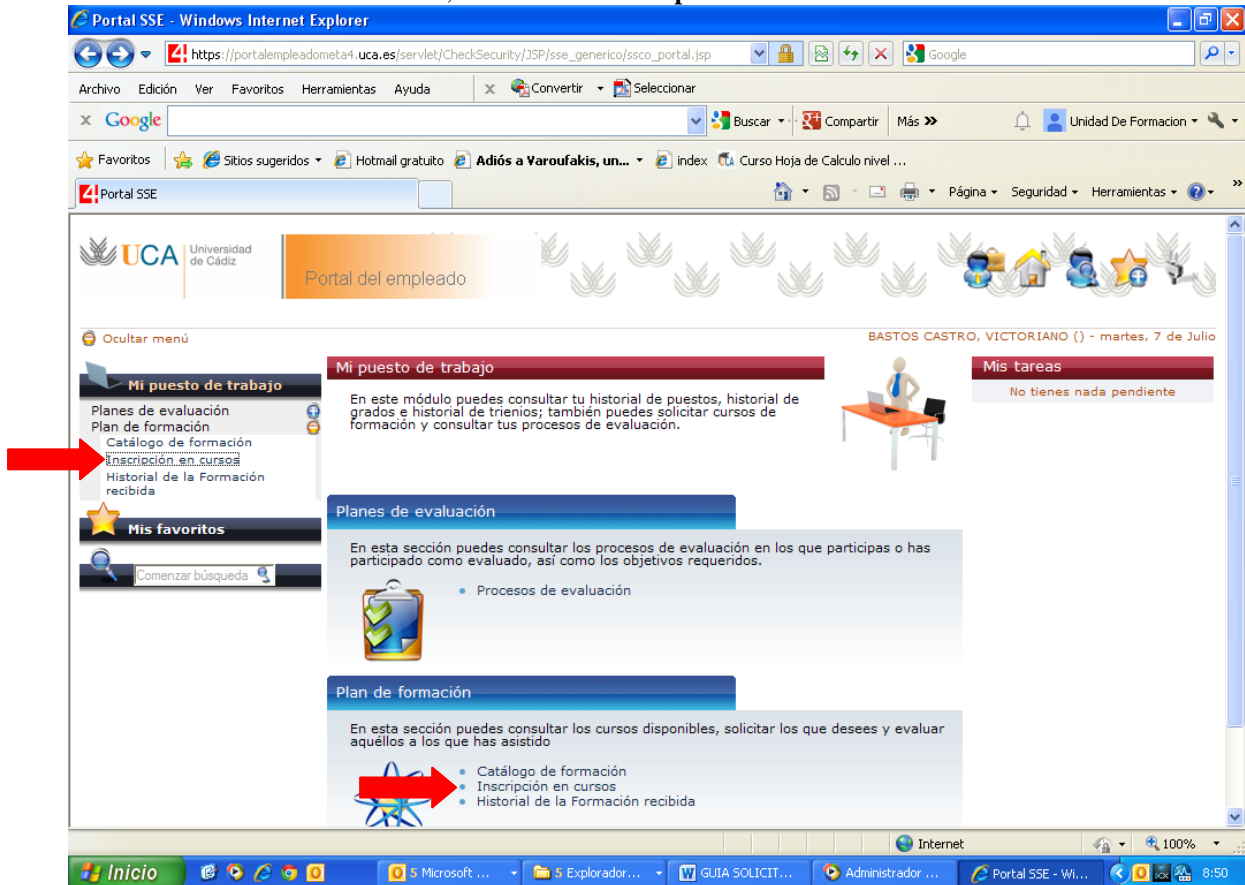 Portal SSE - Windows Internet Explorer
https://portalempleadometa4.uca.es/servlet/CheckSecurity/JSP/sse_generico/ssco_portal.jsp
Google
Archivo Edición Ver Favoritos Herramientas Ayuda x Convertir Seleccionar
x Google Buscar Compartir Más >> Unidad De Formacion
Favoritos Sitios sugeridos Hotmail gratuito Adiós a Varoufakis, un... index Curso Hoja de Calculo nivel ...
Portal SSE Página Seguridad Herramientas >>
UCA Universidad
de Cádiz
Portal del empleado
Ocultar menú BASTOS CASTRO, VICTORIANO () - martes, 7 de Julio
Mi puesto de trabajo
Planes de evaluación
Plan de formación
Catálogo de formación
Inscripción en cursos
Historial de la Formación
recibida
Mis favoritos
Comenzar búsqueda
Mi puesto de trabajo
En este módulo puedes consultar tu historial de puestos, historial de
grados e historial de trienios; también puedes solicitar cursos de
formación y consultar tus procesos de evaluación.
Mis tareas
No tienes nada pendiente
Planes de evaluación
En esta sección puedes consultar los procesos de evaluación en los que participas o has
participado como evaluado, así como los objetivos requeridos.
• Procesos de evaluación
Plan de formación
En esta sección puedes consultar los cursos disponibles, solicitar los que desees y evaluar
aquéllos a los que has asistido
• Catálogo de formación
• Inscripción en cursos
• Historial de la Formación recibida
Internet 100%
Inicio 5 Microsoft ... 5 Explorador... GUIA SOLICIT... Administrador ... Portal SSE - Wi... 8:50